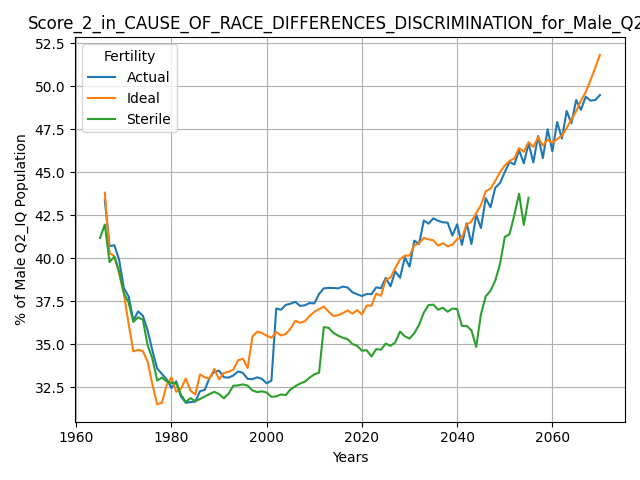 Score_2_in_CAUSE_OF_RACE_DIFFERENCES_DISCRIMINATION_for_Male_Q2
52.5
50.0
47.5
45.0
42.5
40.0
37.5
35.0
32.5
% of Male Q2_IQ Population
Fertility
Actual
Ideal
Sterile
1960 1980 2000 2020 2040 2060
Years